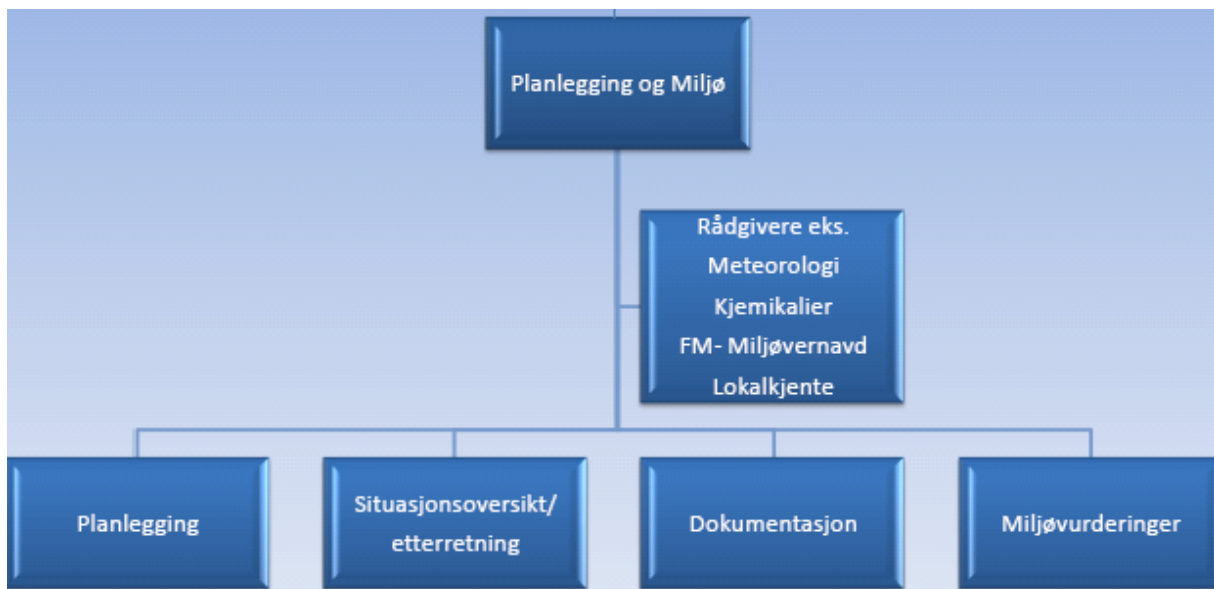 Planlegging og Miljø
Rådgivere eks.
Meteorologi
Kjemikalier
FM- Miljøvernavd
Lokalkjente
Planlegging
Situasjonsoversikt/
etterretning
Dokumentasjon
Miljøvurderinger